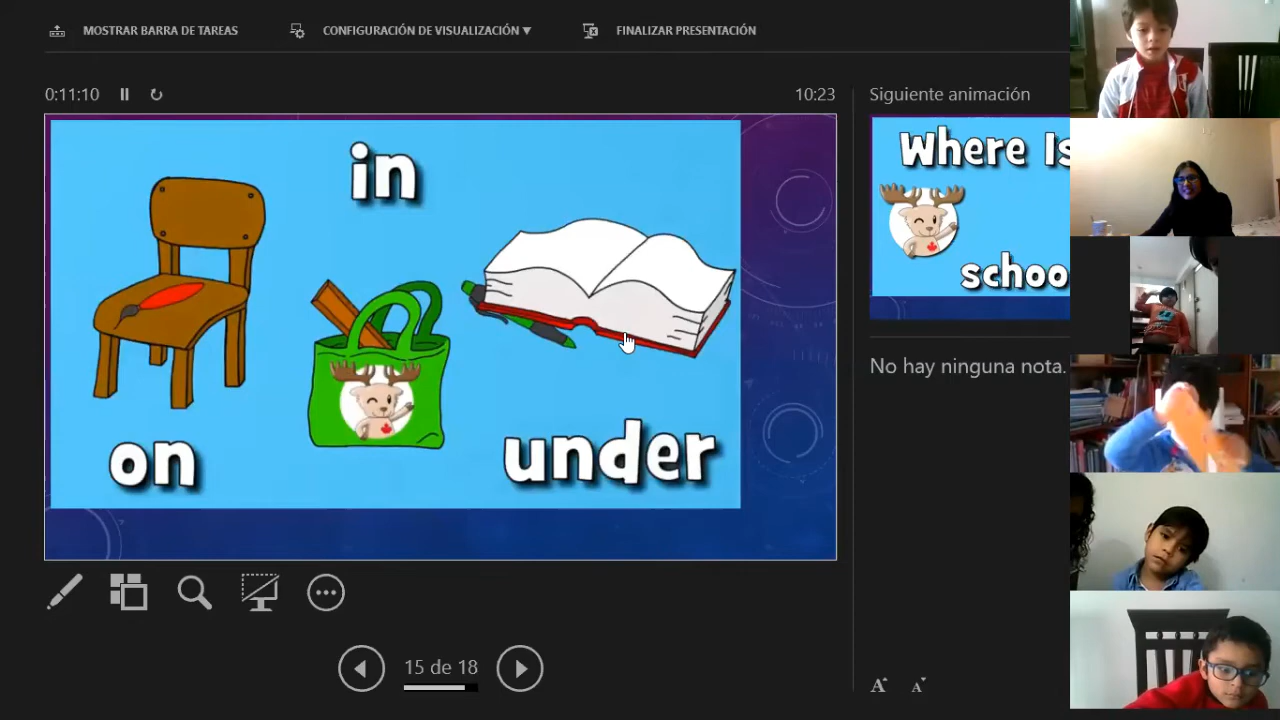 MOSTRAR BARRA DE TAREAS
CONFIGURACIÓN DE VISUALIZACIÓN ▼
FINALIZAR PRESENTACIÓN
0:11:10
10:23
in
on
under
15 de 18
Siguiente animación
Where Is
schoo
No hay ninguna nota.
A A